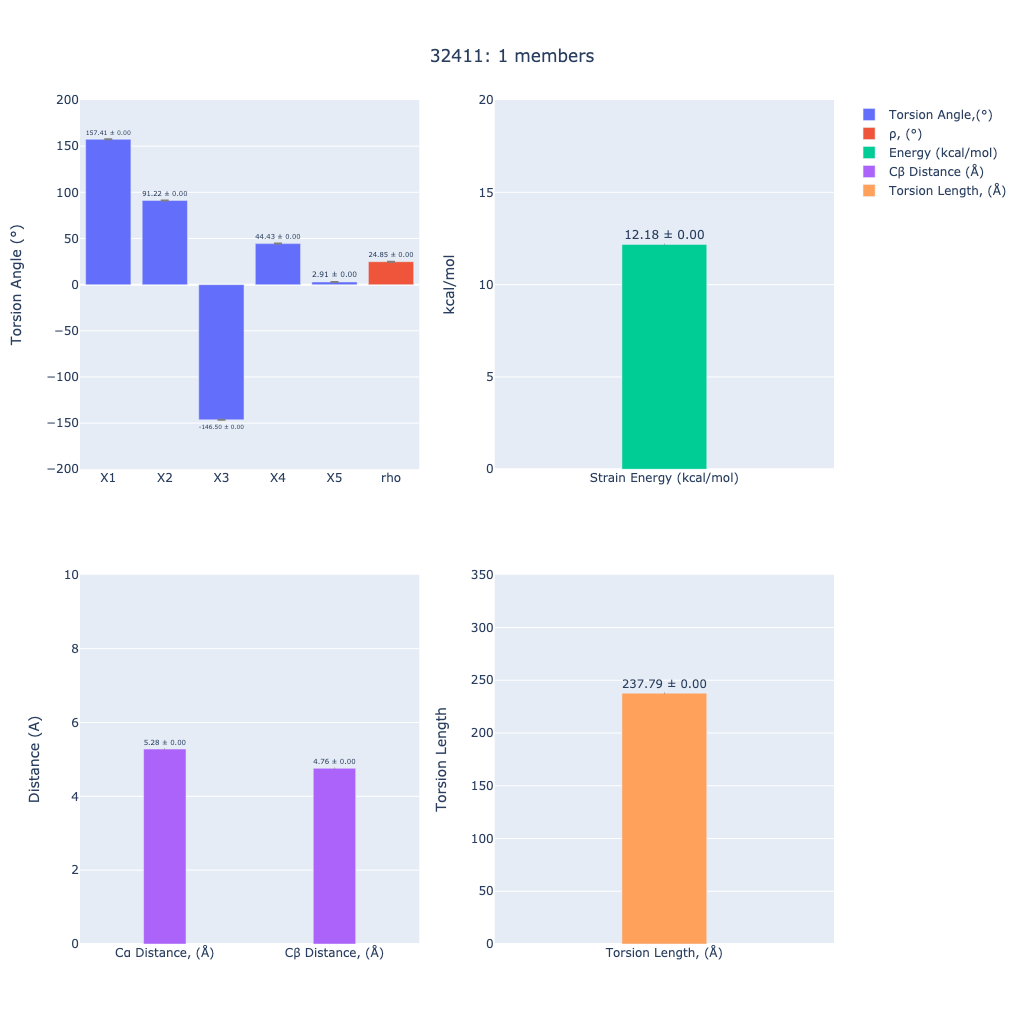 32411: 1 members
Torsion Angle (°)
200
150
100
50
0
−50
−100
−150
−200
157.41 ± 0.00
91.22 ± 0.00
-146.50 ± 0.00
44.43 ± 0.00
2.91 ± 0.00
24.85 ± 0.00
X1
X2
X3
X4
X5
rho
kcal/mol
20
15
10
5
0
12.18 ± 0.00
Strain Energy (kcal/mol)
Torsion Angle,(°)
ρ, (°)
Energy (kcal/mol)
Cβ Distance (Å)
Torsion Length, (Å)
Distance (A)
10
8
6
4
2
0
5.28 ± 0.00
4.76 ± 0.00
Cα Distance, (Å)
Cβ Distance, (Å)
Torsion Length
350
300
250
200
150
100
50
0
237.79 ± 0.00
Torsion Length, (Å)